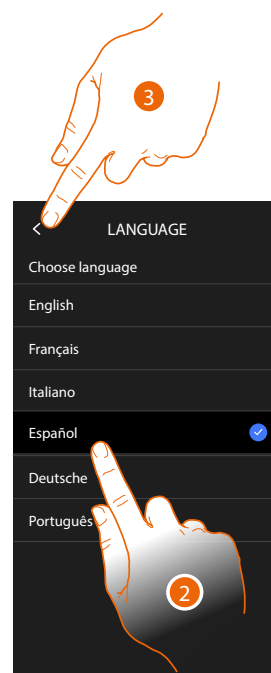 3
LANGUAGE
Choose language
English
Français
Italiano
Español
Deutsche
Português
2